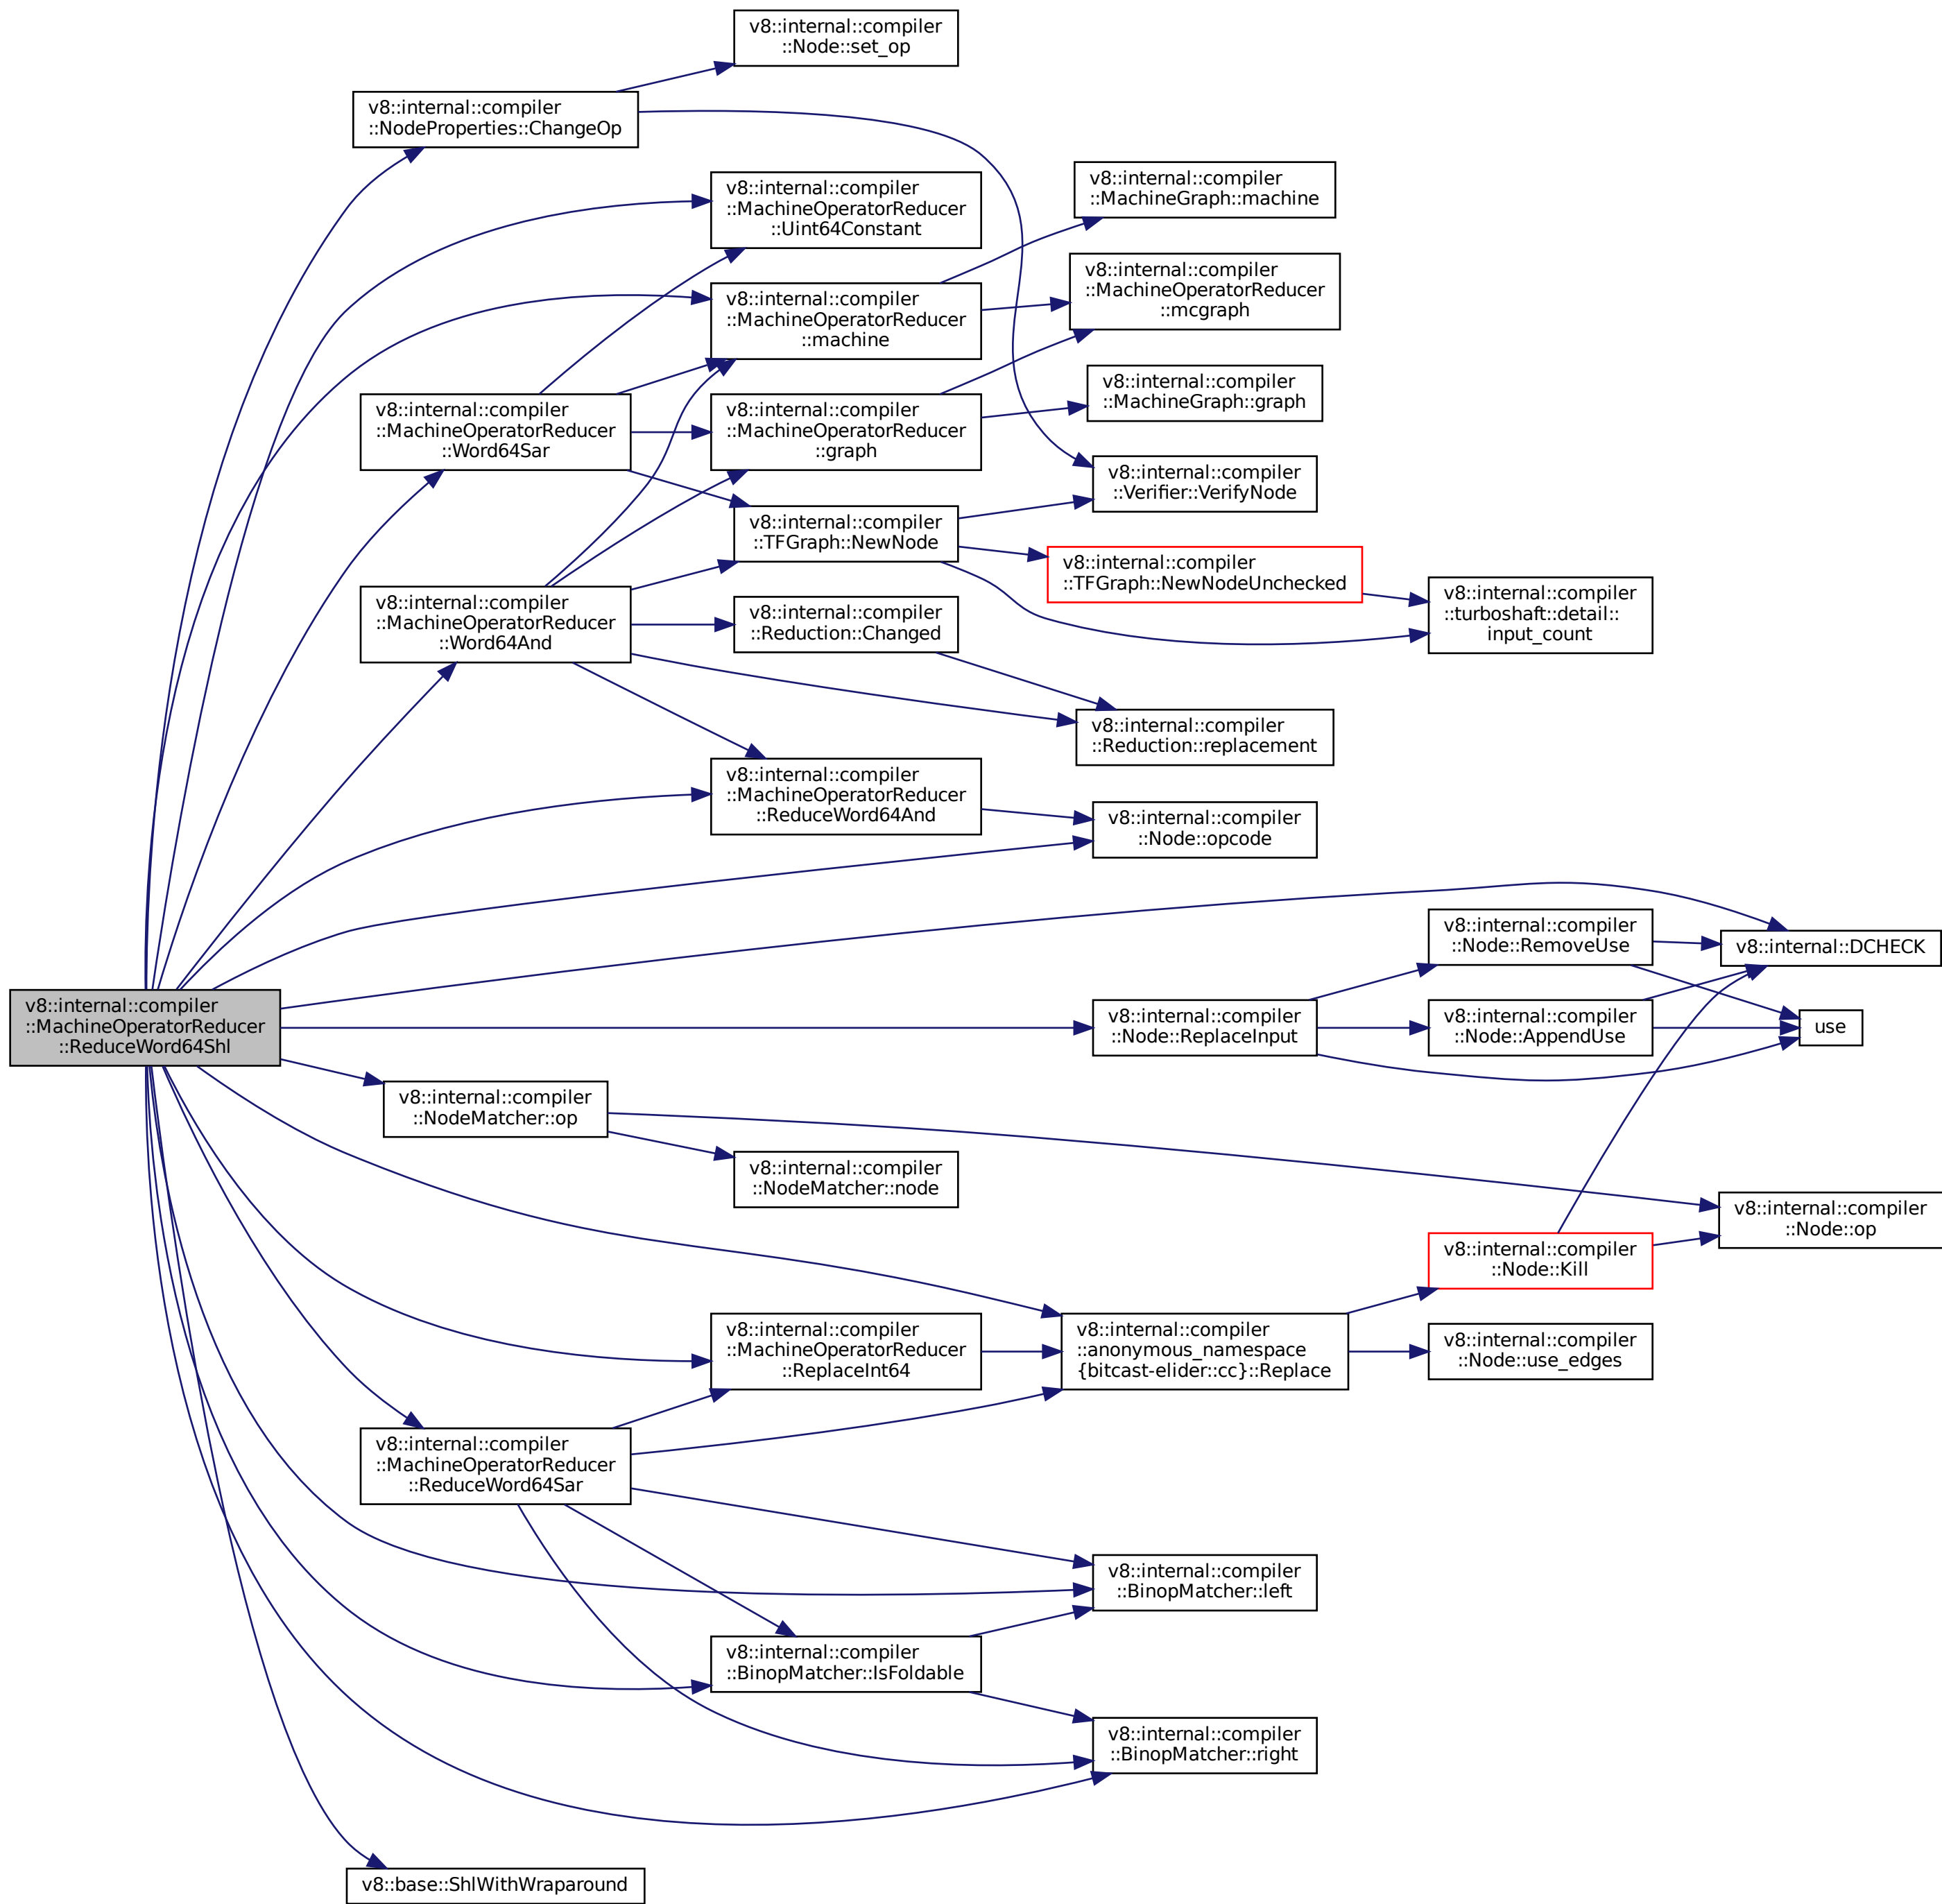 v8::internal::compiler
::Node::set_op
v8::internal::compiler
::NodeProperties::ChangeOp
v8::internal::compiler
::MachineGraph::machine
v8::internal::compiler
::MachineOperatorReducer
::Uint64Constant
v8::internal::compiler
::MachineOperatorReducer
::mcgraph
v8::internal::compiler
::MachineOperatorReducer
::machine
v8::internal::compiler
::MachineGraph::graph
v8::internal::compiler
::MachineOperatorReducer
::Word64Sar
v8::internal::compiler
::MachineOperatorReducer
::graph
v8::internal::compiler
::Verifier::VerifyNode
v8::internal::compiler
::TFGraph::NewNode
v8::internal::compiler
::TFGraph::NewNodeUnchecked
v8::internal::compiler
::turboshaft::detail::
input_count
v8::internal::compiler
::MachineOperatorReducer
::Word64And
v8::internal::compiler
::Reduction::Changed
v8::internal::compiler
::Reduction::replacement
v8::internal::compiler
::MachineOperatorReducer
::ReduceWord64And
v8::internal::compiler
::Node::opcode
v8::internal::compiler
::Node::RemoveUse
v8::internal::DCHECK
v8::internal::compiler
::MachineOperatorReducer
::ReduceWord64Shl
v8::internal::compiler
::Node::ReplaceInput
v8::internal::compiler
::Node::AppendUse
use
v8::internal::compiler
::NodeMatcher::op
v8::internal::compiler
::NodeMatcher::node
v8::internal::compiler
::Node::op
v8::internal::compiler
::Node::Kill
v8::internal::compiler
::MachineOperatorReducer
::ReplaceInt64
v8::internal::compiler
::anonymous_namespace
{bitcast-elider::cc}::Replace
v8::internal::compiler
::Node::use_edges
v8::internal::compiler
::MachineOperatorReducer
::ReduceWord64Sar
v8::internal::compiler
::BinopMatcher::left
v8::internal::compiler
::BinopMatcher::IsFoldable
v8::internal::compiler
::BinopMatcher::right
v8::base::ShlWithWraparound